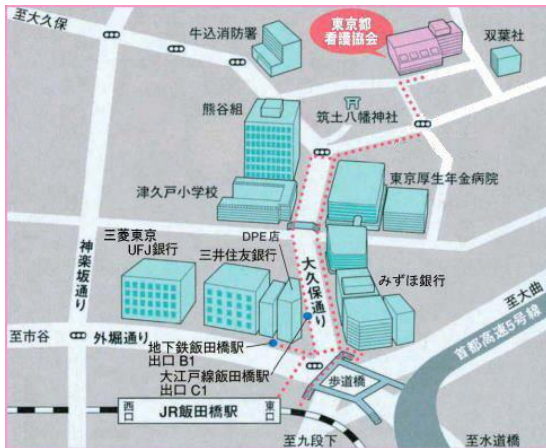 至大久保
牛込消防署
東京都
看護協会
双葉社
熊谷組
筑土八幡神社
津久戸小学校
東京厚生年金病院
三菱東京
UFJ銀行
DPE店
三井住友銀行
神楽坂通り
大久保通り
みずほ銀行
至大曲
首都高速5号線
至市谷
外堀通り
地下鉄飯田橋駅
出口 B1
大江戸線飯田橋駅
出口 C1
歩道橋
西口
JR飯田橋駅
東口
至九段下
至水道橋